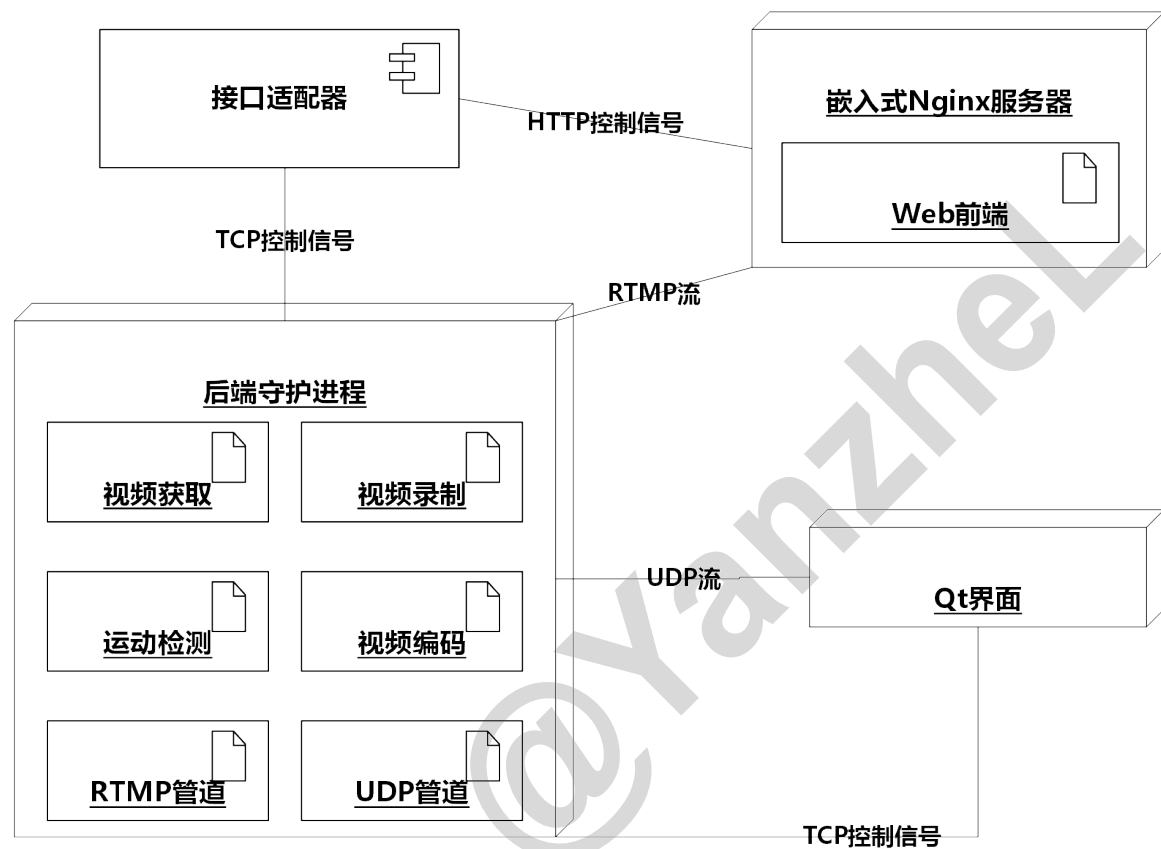 接口适配器
嵌入式Nginx服务器
HTTP控制信号
Web前端
TCP控制信号
RTMP流
后端守护进程
视频获取
视频录制
UDP流
Qt界面
运动检测
视频编码
RTMP管道
UDP管道
TCP控制信号
@YanzheL